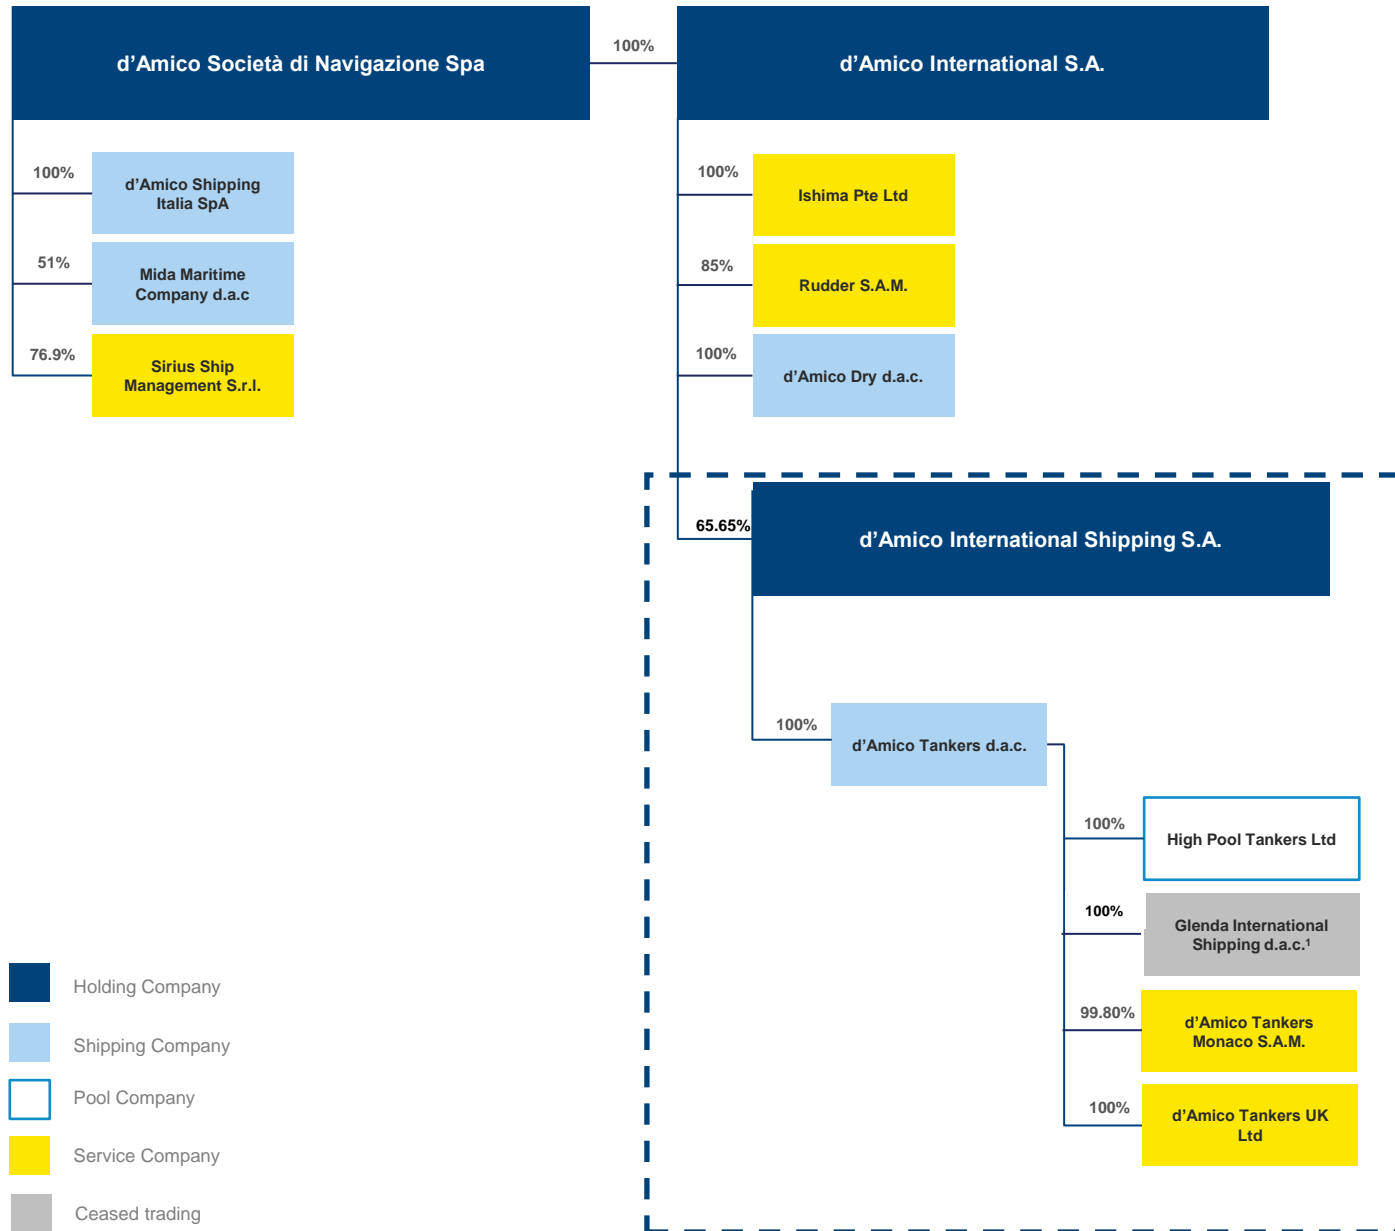 d'Amico Società di Navigazione Spa
100%
d'Amico International S.A.
100%
d'Amico Shipping
Italia SpA
51%
Mida Maritime
Company d.a.c
76.9%
Sirius Ship
Management S.r.l.
100%
Ishima Pte Ltd
85%
Rudder S.A.M.
100%
d'Amico Dry d.a.c.
65.65%
d'Amico International Shipping S.A.
100%
d'Amico Tankers d.a.c.
100%
High Pool Tankers Ltd
100%
Glenda International
Shipping d.a.c.¹
99.80%
d'Amico Tankers
Monaco S.A.M.
100%
d'Amico Tankers UK
Ltd
Holding Company
Shipping Company
Pool Company
Service Company
Ceased trading